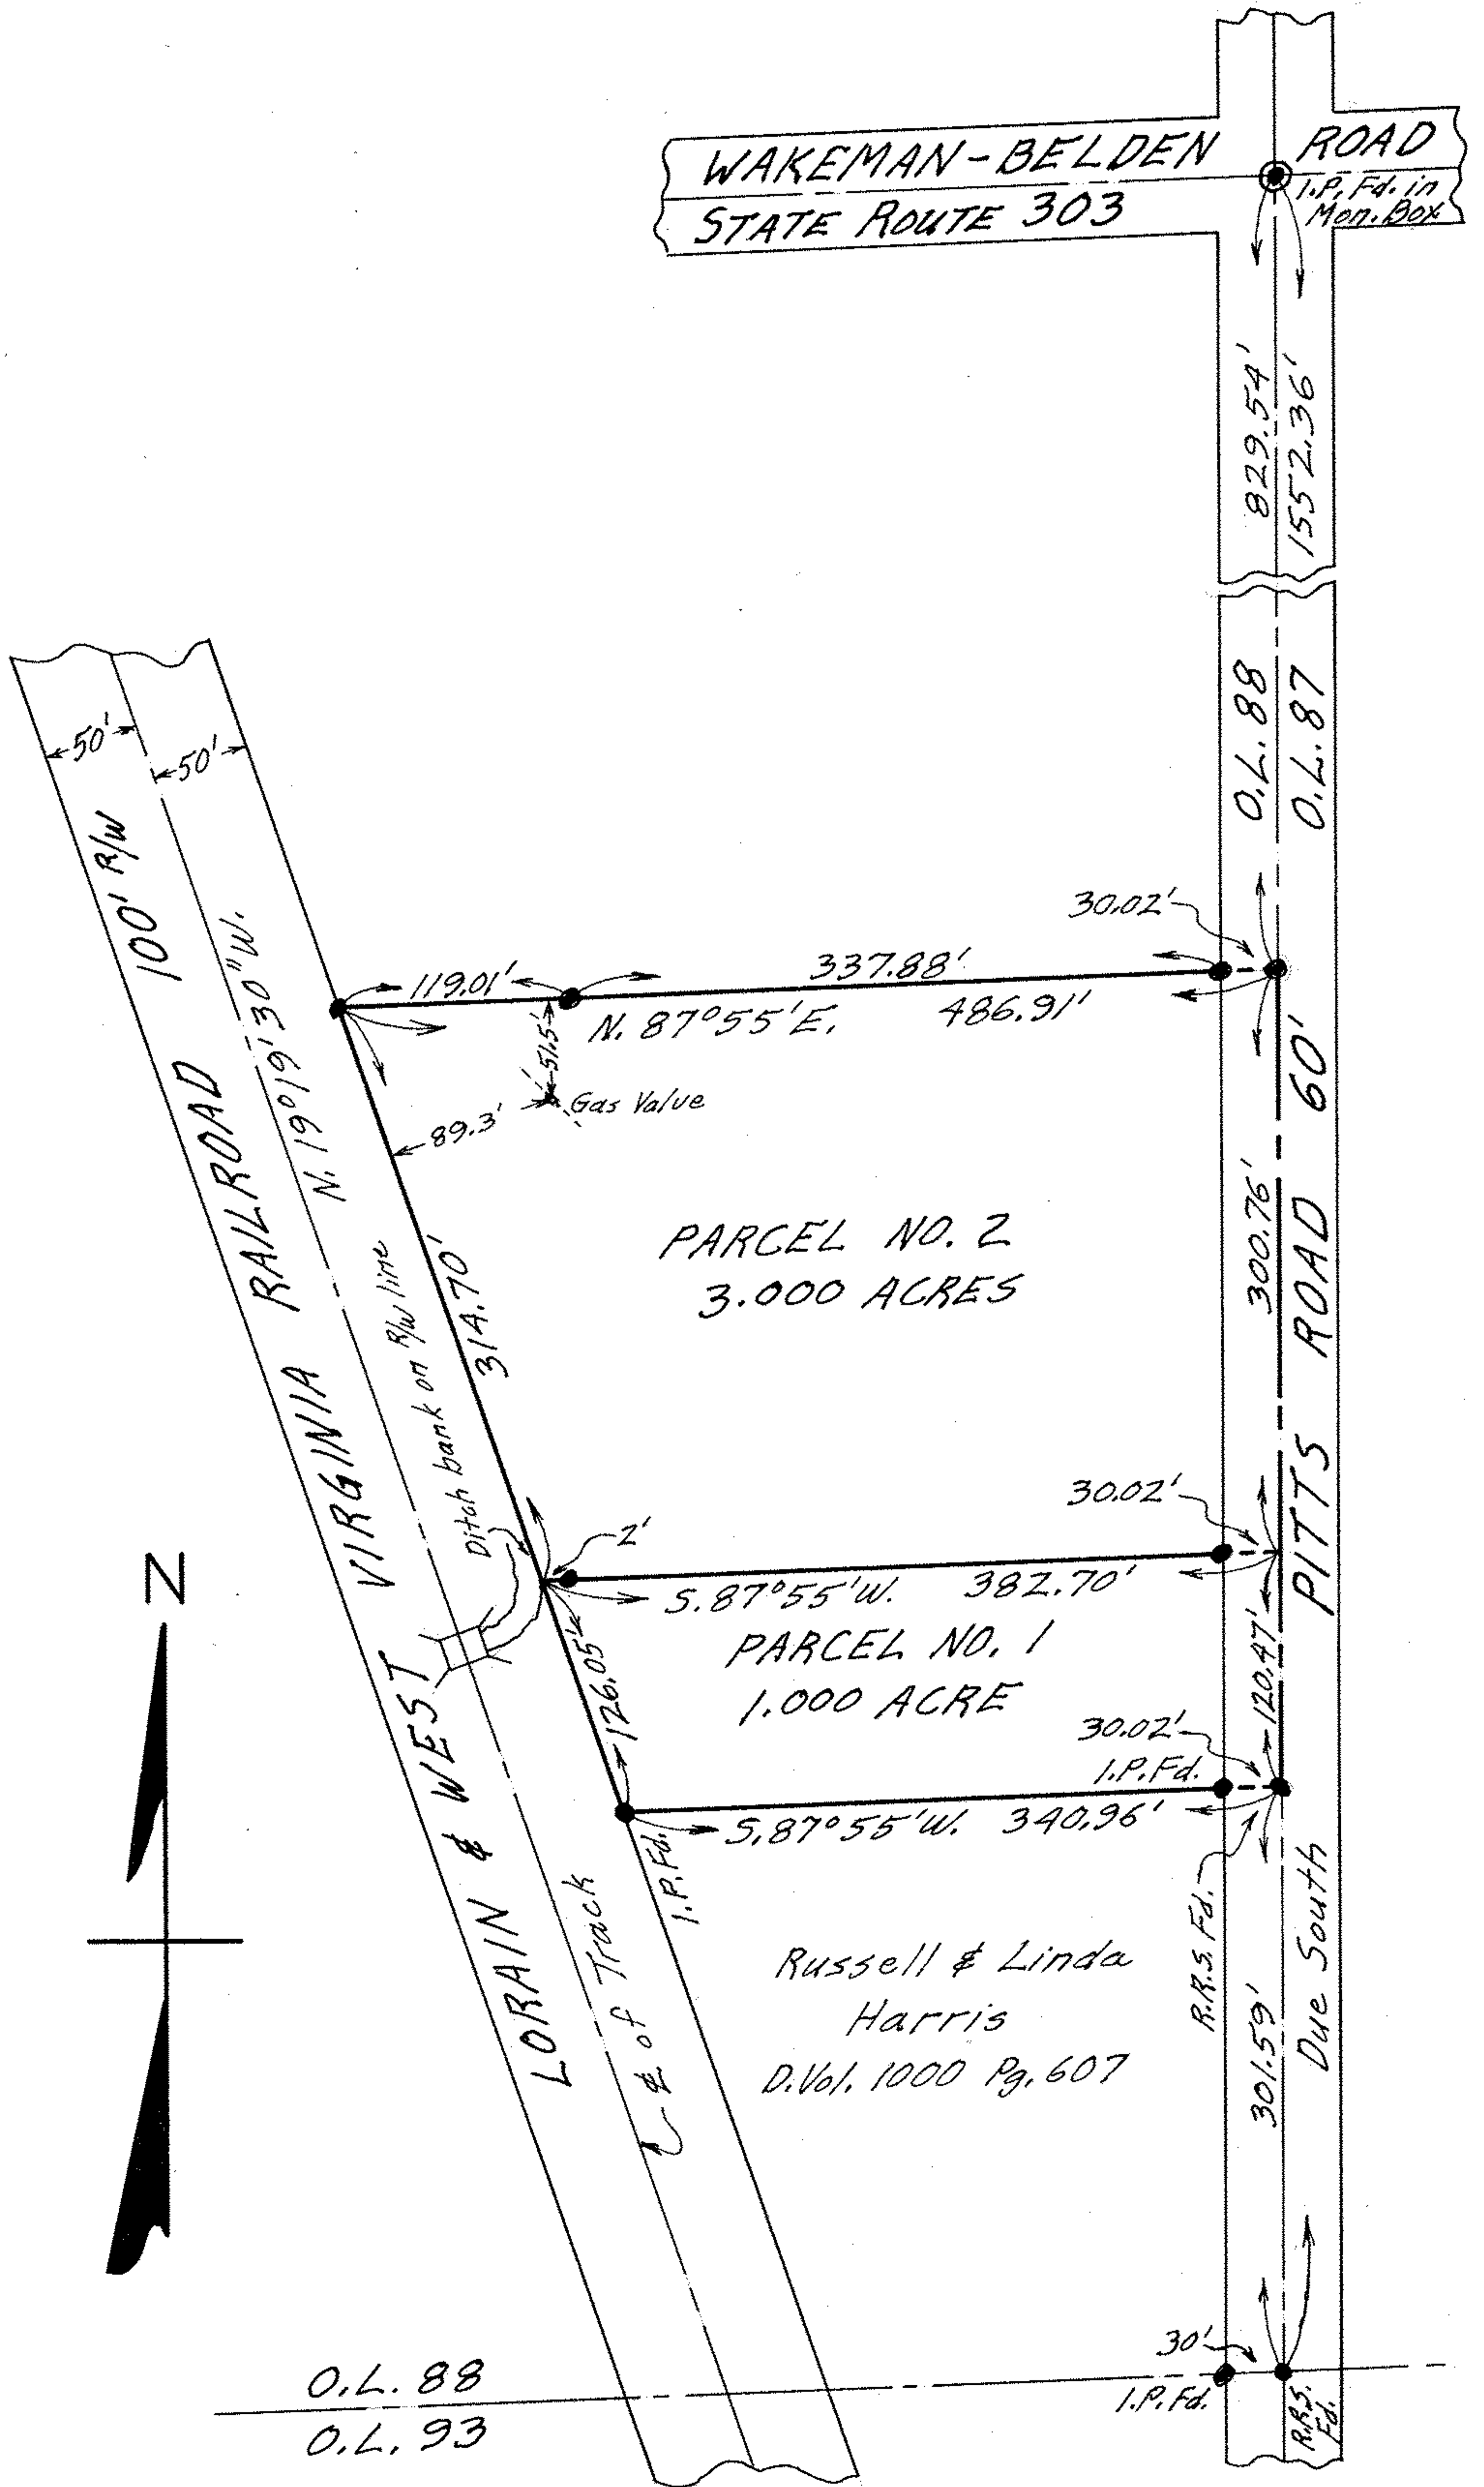 WAKEMAN-BELDEN ROAD
STATE ROUTE 303
I.P. Fd. in
Mon. Box
829.54'
1552.36'
O.L. 88
O.L. 87
50'
50'
100' R/W
N. 19°19'30"W.
LORAIN & WEST VIRGINIA RAILROAD
30.02'
119.01'
337.88'
N. 87°55'E. 486.91'
51.5'
89.3'
Gas Valve
314.70'
Ditch bank on R/W line
PARCEL NO. 2
3.000 ACRES
300.76'
PITTS ROAD 60'
30.02'
2'
S. 87°55'W. 382.70'
126.05'
PARCEL NO. 1
1.000 ACRE
120.47'
30.02'
I.P. Fd.
S. 87°55'W. 340.96'
I.P. Fd.
R.R.S. Fd.
N
℄ of Track
Russell & Linda
Harris
D.Vol. 1000 Pg. 607
301.59'
Due South
30'
I.P. Fd.
R.R.S.
Fd.
O.L. 88
O.L. 93